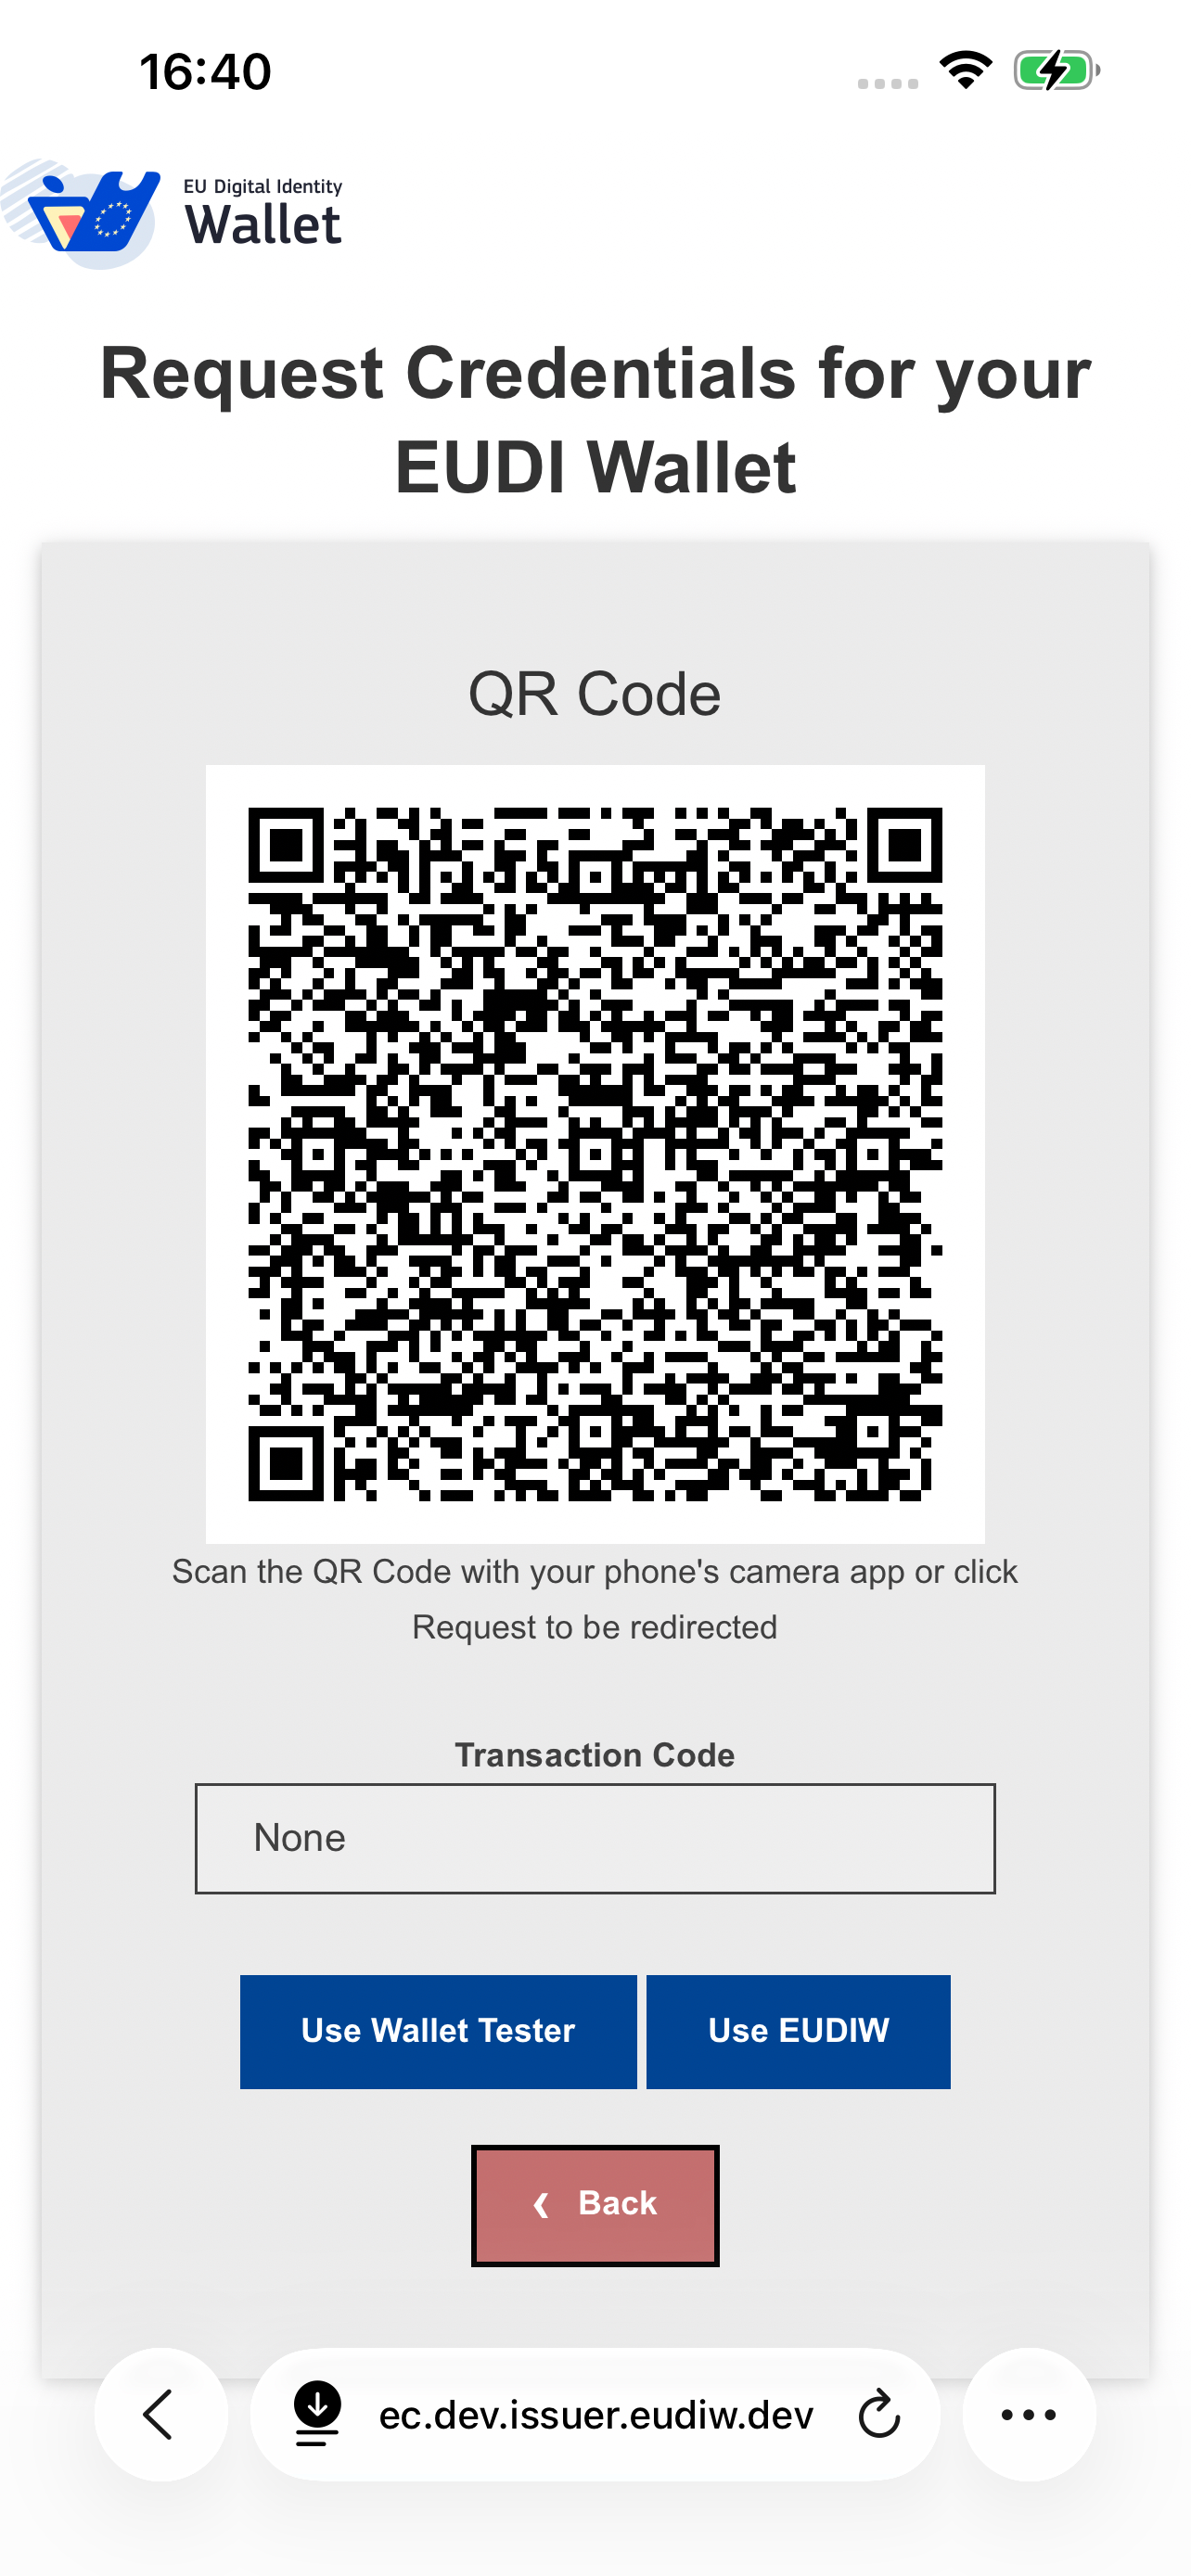 16:40
EU Digital Identity
Wallet
Request Credentials for your
EUDI Wallet
QR Code
Scan the QR Code with your phone's camera app or click
Request to be redirected
Transaction Code
None
Use Wallet Tester
Use EUDIW
Back
ec.dev.issuer.eudiw.dev